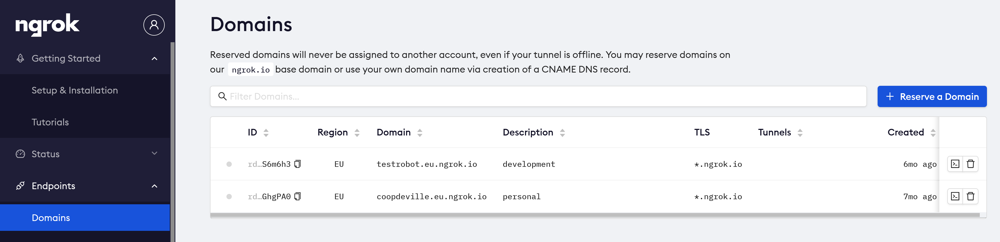 ngrok
Getting Started
Setup & Installation
Tutorials
Status
Endpoints
Domains
Domains
Reserved domains will never be assigned to another account, even if your tunnel is offline. You may reserve domains on
our ngrok.io base domain or use your own domain name via creation of a CNAME DNS record.
Filter Domains...
Reserve a Domain
ID Region Domain Description TLS Tunnels Created
rd…S6m6h3 EU testrobot.eu.ngrok.io development *.ngrok.io 6mo ago
rd…GhgPA0 EU coopdeville.eu.ngrok.io personal *.ngrok.io 7mo ago